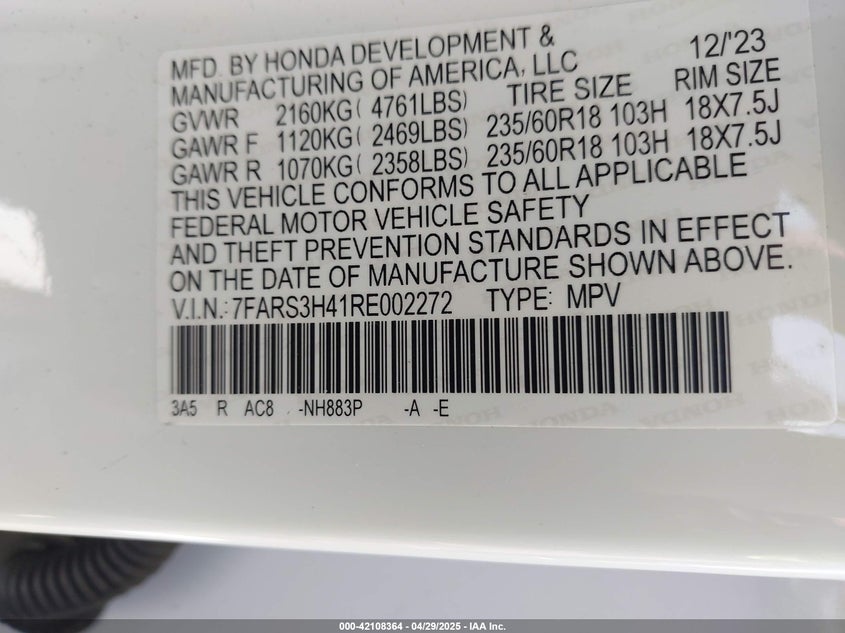 MFD. BY HONDA DEVELOPMENT & 12/'23
MANUFACTURING OF AMERICA, LLC TIRE SIZE RIM SIZE
GVWR 2160KG( 4761LBS)
GAWR F 1120KG( 2469LBS) 235/60R18 103H 18X7.5J
GAWR R 1070KG( 2358LBS) 235/60R18 103H 18X7.5J
THIS VEHICLE CONFORMS TO ALL APPLICABLE
FEDERAL MOTOR VEHICLE SAFETY
AND THEFT PREVENTION STANDARDS IN EFFECT
ON THE DATE OF MANUFACTURE SHOWN ABOVE.
V.I.N.: 7FARS3H41RE002272 TYPE: MPV
3A5 R AC8 -NH883P -A -E
HONDA HONDA
000-42108364 | 04/29/2025 - IAA Inc.